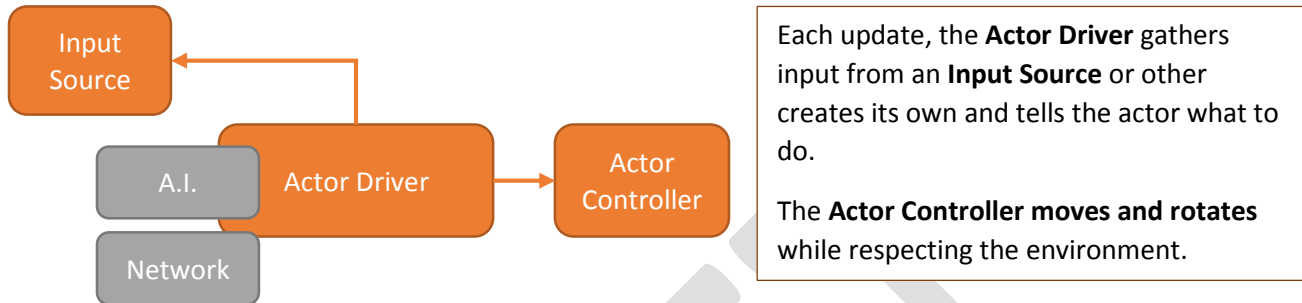 Input
Source
A.I.
Actor Driver
Actor
Controller
Network
Each update, the Actor Driver gathers
input from an Input Source or other
creates its own and tells the actor what to
do.
The Actor Controller moves and rotates
while respecting the environment.